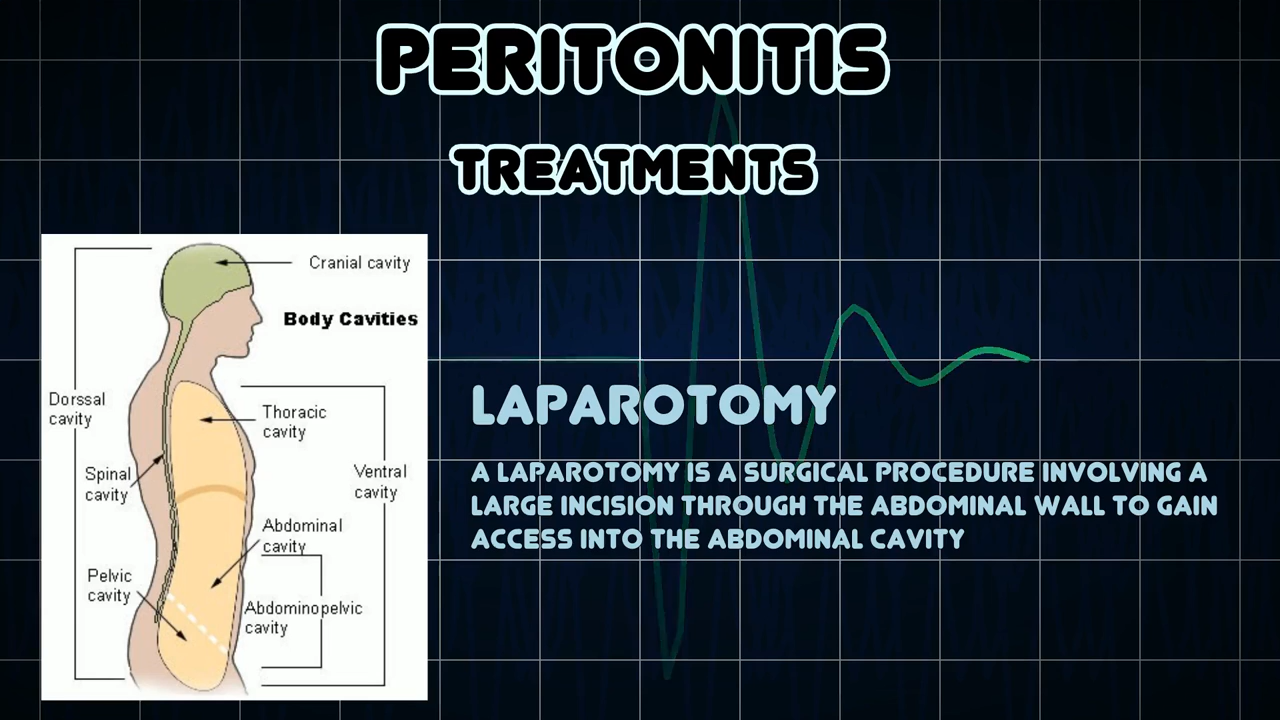 PERITONITIS
TREATMENTS
Cranial cavity
Body Cavities
Dorssal
cavity
Thoracic
cavity
Spinal
cavity
Ventral
cavity
Abdominal
cavity
Pelvic
cavity
Abdominopelvic
cavity
LAPAROTOMY
A LAPAROTOMY IS A SURGICAL PROCEDURE INVOLVING A
LARGE INCISION THROUGH THE ABDOMINAL WALL TO GAIN
ACCESS INTO THE ABDOMINAL CAVITY